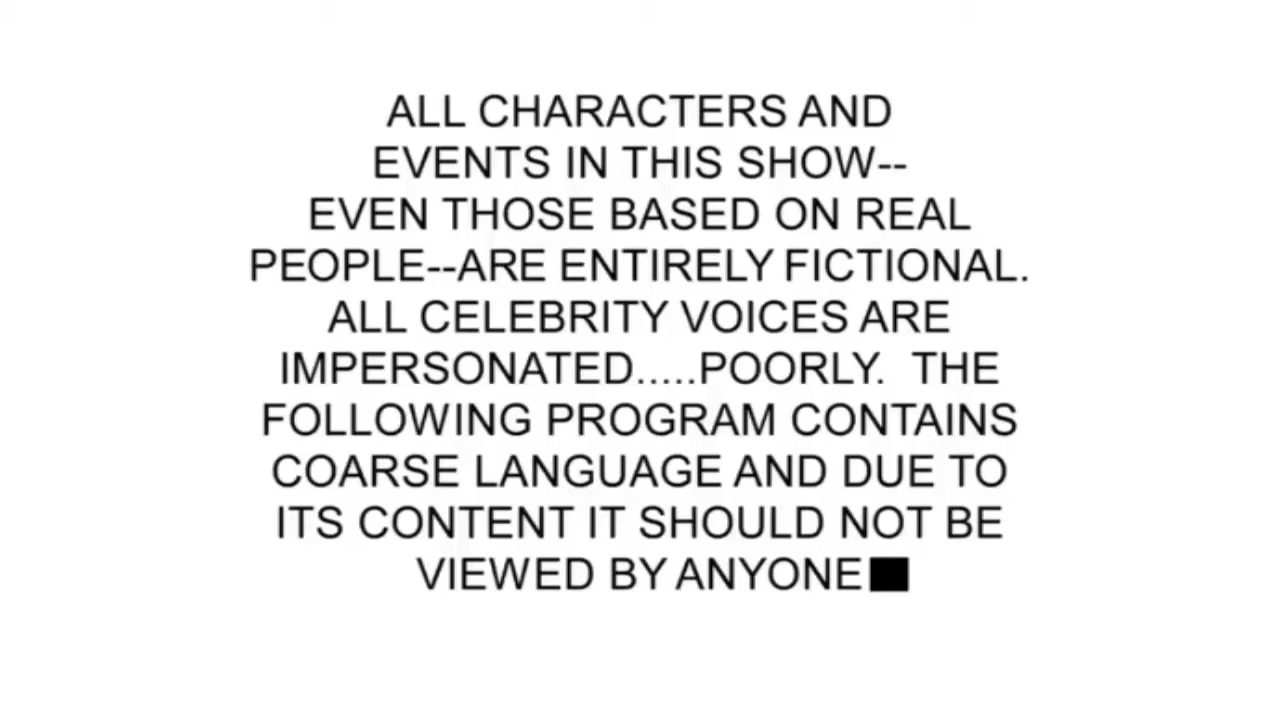 ALL CHARACTERS AND
EVENTS IN THIS SHOW--
EVEN THOSE BASED ON REAL
PEOPLE--ARE ENTIRELY FICTIONAL.
ALL CELEBRITY VOICES ARE
IMPERSONATED.....POORLY.  THE
FOLLOWING PROGRAM CONTAINS
COARSE LANGUAGE AND DUE TO
ITS CONTENT IT SHOULD NOT BE
VIEWED BY ANYONE■